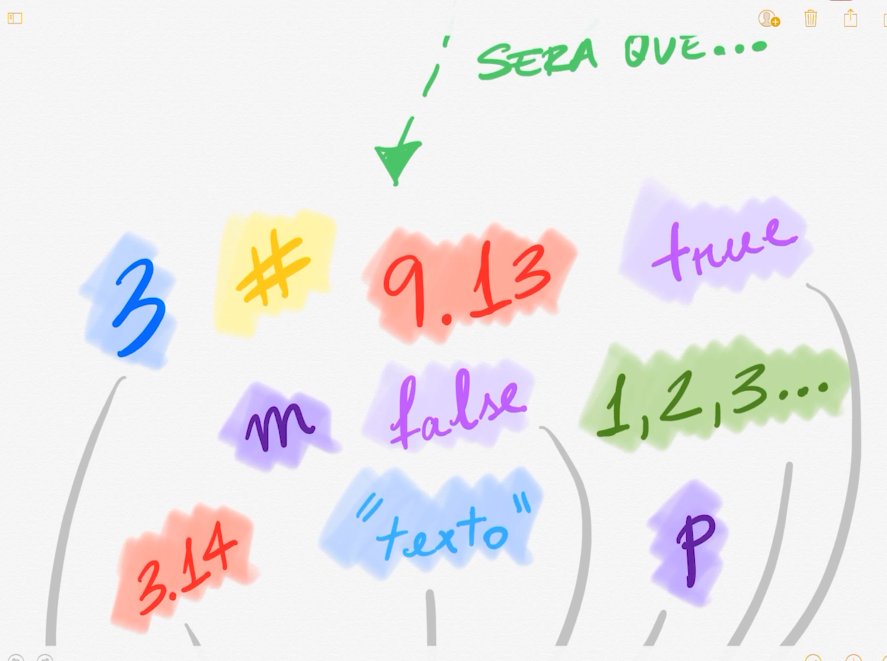 SERA QUE...
3 # 9.13 true
m false 1,2,3...
3.14 "texto" p